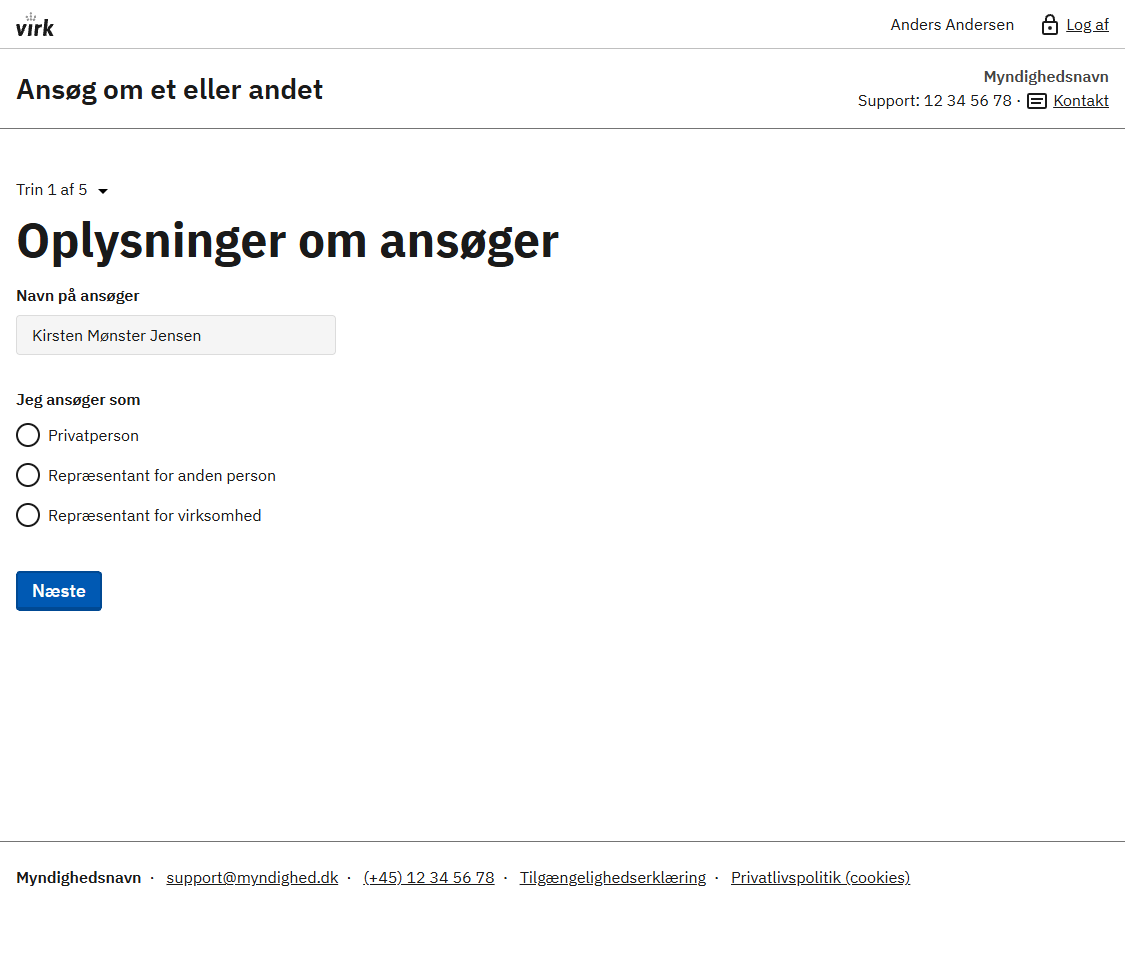 virk
Anders Andersen
Log af
Ansøg om et eller andet
Myndighedsnavn
Support: 12 34 56 78 · Kontakt
Trin 1 af 5
Oplysninger om ansøger
Navn på ansøger
Kirsten Mønster Jensen
Jeg ansøger som
Privatperson
Repræsentant for anden person
Repræsentant for virksomhed
Næste
Myndighedsnavn · support@myndighed.dk · (+45) 12 34 56 78 · Tilgængelighedserklæring · Privatlivspolitik (cookies)